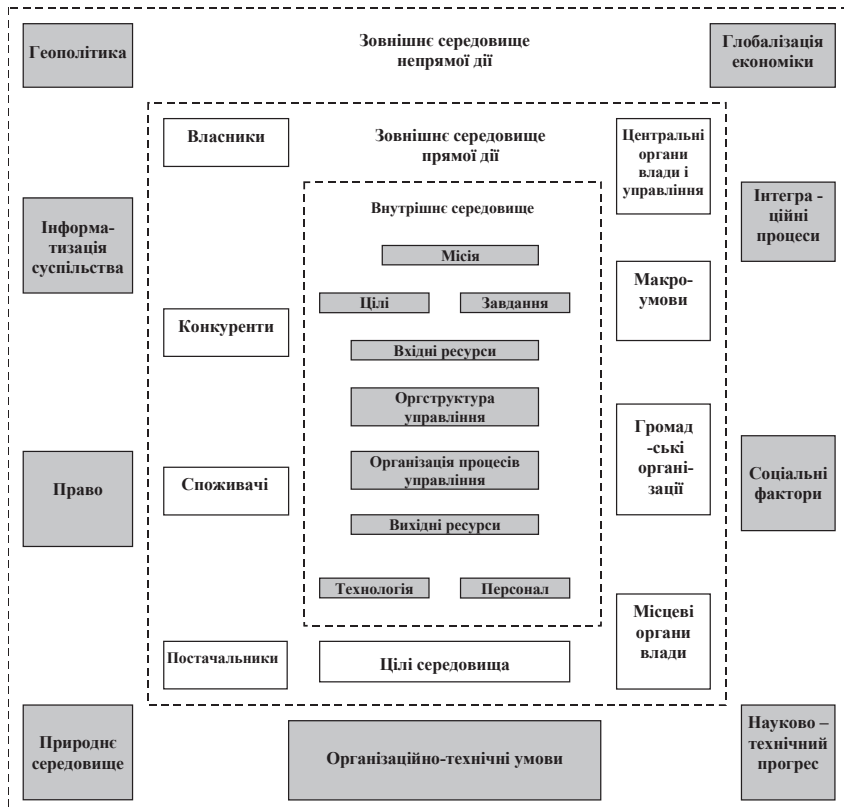 Геополітика
Зовнішнє середовище
непрямої дії
Глобалізація
економіки
Власники
Зовнішнє середовище
прямої дії
Центральні
органи
влади і
управління
Інформа-
тизація
суспільства
Внутрішнє середовище
Інтегра -
ційні
процеси
Місія
Цілі
Завдання
Макро-
умови
Конкуренти
Вхідні ресурси
Оргструктура
управління
Громад
-ські
органі-
зації
Право
Споживачі
Організація процесів
управління
Соціальні
фактори
Вихідні ресурси
Технологія
Персонал
Місцеві
органи
влади
Постачальники
Цілі середовища
Природнє
середовище
Організаційно-технічні умови
Науково –
технічний
прогрес